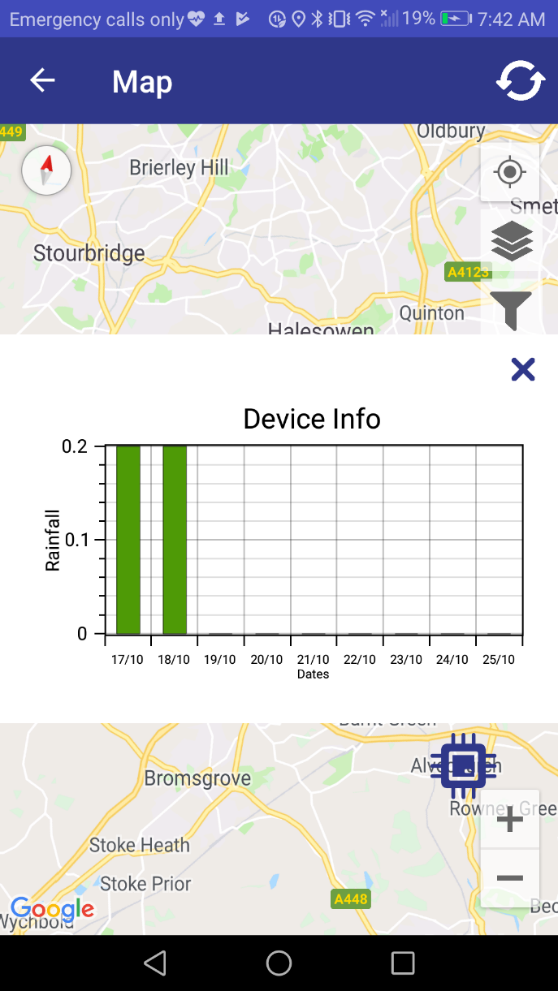 Emergency calls only 19% 7:42 AM
Map
449
Oldbury
Brierley Hill
Smet
Stourbridge
A4123
Quinton
Halesowen
Device Info
0.2
0.1
0
Rainfall
17/10 18/10 19/10 20/10 21/10 22/10 23/10 24/10 25/10
Dates
Bromsgrove
Rowney Gree
Stoke Heath
Stoke Prior
A448
Google
Wychbold
Bec